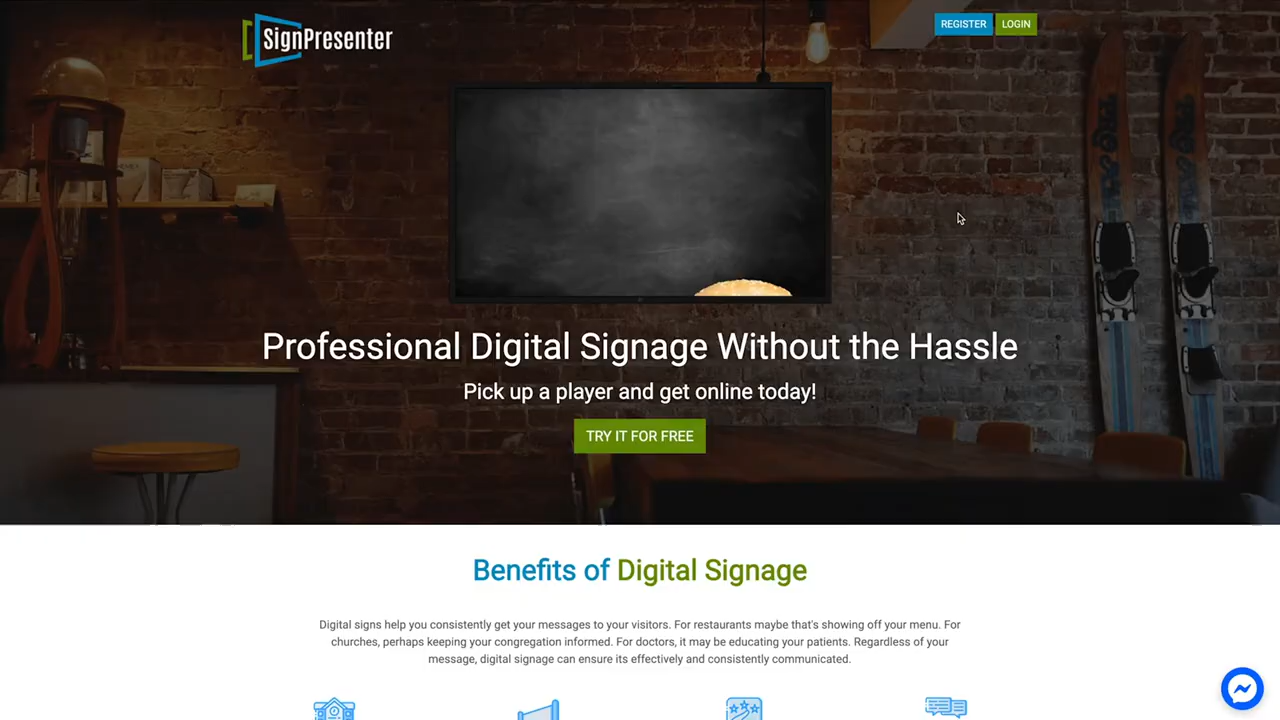 SignPresenter
REGISTER
LOGIN
Professional Digital Signage Without the Hassle
Pick up a player and get online today!
TRY IT FOR FREE
Benefits of Digital Signage
Digital signs help you consistently get your messages to your visitors. For restaurants maybe that's showing off your menu. For
churches, perhaps keeping your congregation informed. For doctors, it may be educating your patients. Regardless of your
message, digital signage can ensure its effectively and consistently communicated.